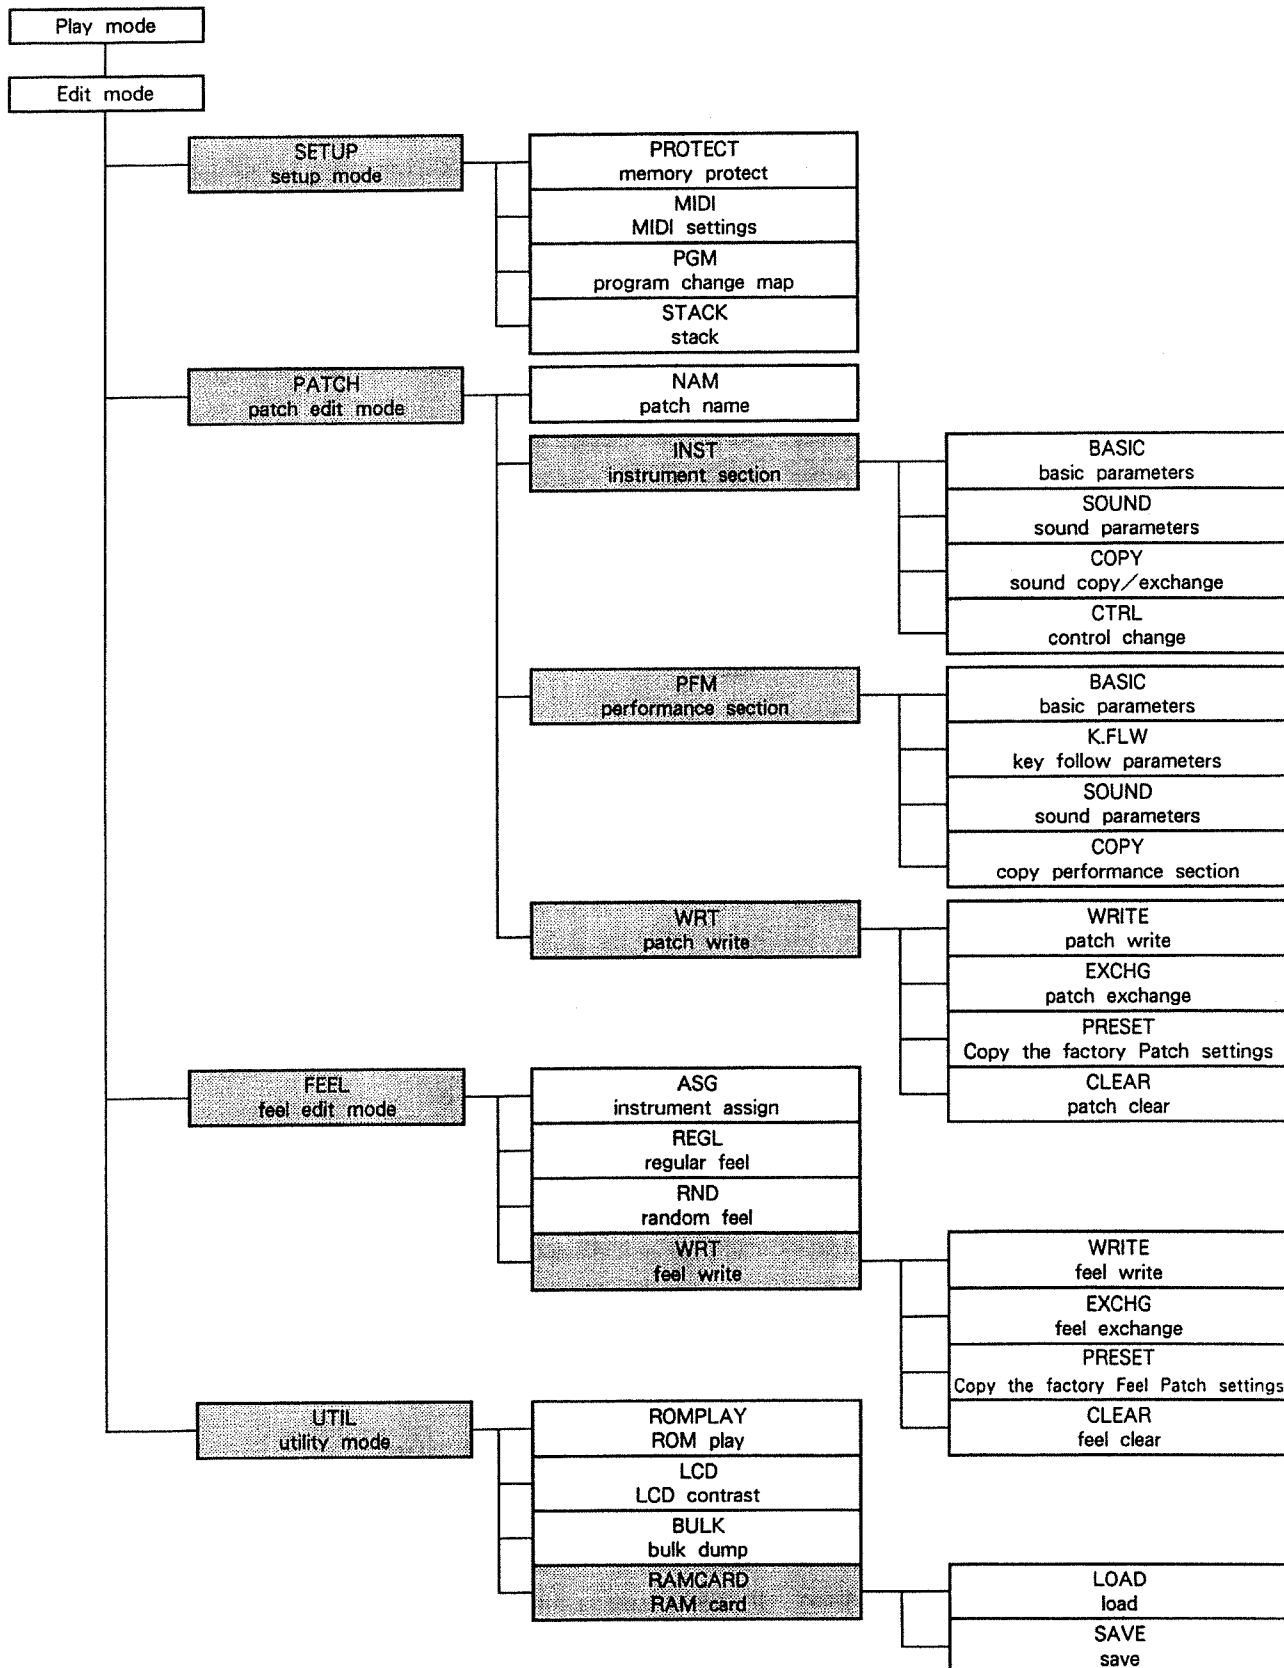 Play mode
Edit mode
SETUP
setup mode
PROTECT
memory protect
MIDI
MIDI settings
PGM
program change map
STACK
stack
PATCH
patch edit mode
NAM
patch name
INST
instrument section
BASIC
basic parameters
SOUND
sound parameters
COPY
sound copy／exchange
CTRL
control change
PFM
performance section
BASIC
basic parameters
K.FLW
key follow parameters
SOUND
sound parameters
COPY
copy performance section
WRT
patch write
WRITE
patch write
EXCHG
patch exchange
PRESET
Copy the factory Patch settings
CLEAR
patch clear
FEEL
feel edit mode
ASG
instrument assign
REGL
regular feel
RND
random feel
WRT
feel write
WRITE
feel write
EXCHG
feel exchange
PRESET
Copy the factory Feel Patch settings
CLEAR
feel clear
UTIL
utility mode
ROMPLAY
ROM play
LCD
LCD contrast
BULK
bulk dump
RAMCARD
RAM card
LOAD
load
SAVE
save